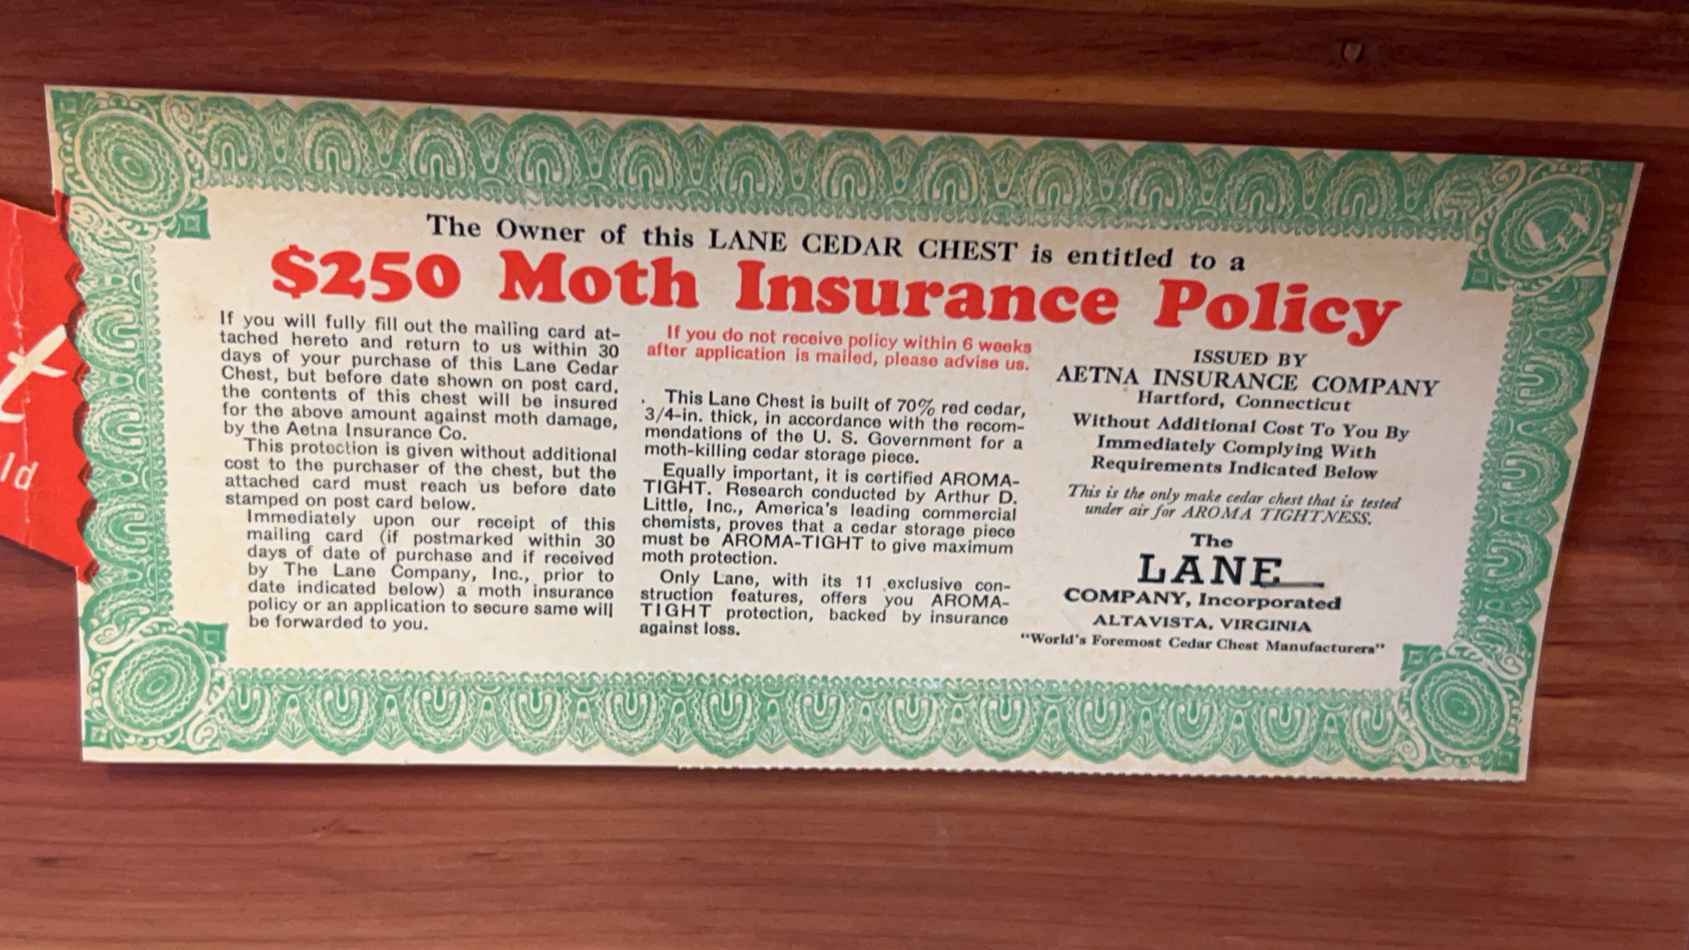 The Owner of this LANE CEDAR CHEST is entitled to a
$250 Moth Insurance Policy
If you will fully fill out the mailing card at-
tached hereto and return to us within 30
days of your purchase of this Lane Cedar
Chest, but before date shown on post card,
the contents of this chest will be insured
for the above amount against moth damage,
by the Aetna Insurance Co.
This protection is given without additional
cost to the purchaser of the chest, but the
attached card must reach us before date
stamped on post card below.
Immediately upon our receipt of this
mailing card (if postmarked within 30
days of date of purchase and if received
by The Lane Company, Inc., prior to
date indicated below) a moth insurance
policy or an application to secure same will
be forwarded to you.
If you do not receive policy within 6 weeks
after application is mailed, please advise us.
This Lane Chest is built of 70% red cedar,
3/4-in. thick, in accordance with the recom-
mendations of the U. S. Government for a
moth-killing cedar storage piece.
Equally important, it is certified AROMA-
TIGHT. Research conducted by Arthur D.
Little, Inc., America's leading commercial
chemists, proves that a cedar storage piece
must be AROMA-TIGHT to give maximum
moth protection.
Only Lane, with its 11 exclusive con-
struction features, offers you AROMA-
TIGHT protection, backed by insurance
against loss.
ISSUED BY
AETNA INSURANCE COMPANY
Hartford, Connecticut
Without Additional Cost To You By
Immediately Complying With
Requirements Indicated Below
This is the only make cedar chest that is tested
under air for AROMA TIGHTNESS.
The
LANE
COMPANY, Incorporated
ALTAVISTA, VIRGINIA
"World's Foremost Cedar Chest Manufacturers"